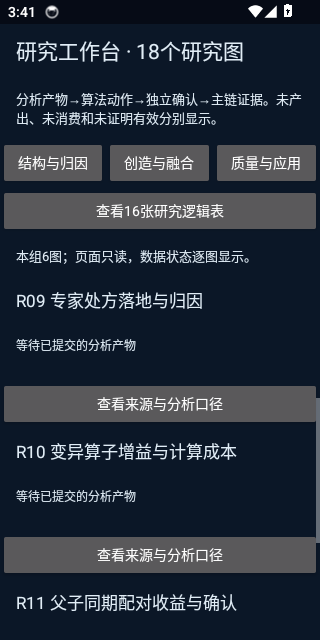 3:41
研究工作台 · 18个研究图
分析产物→算法动作→独立确认→主链证据。未产
出、未消费和未证明有效分别显示。
结构与归因 创造与融合 质量与应用
查看16张研究逻辑表
本组6图；页面只读，数据状态逐图显示。
R09 专家处方落地与归因
等待已提交的分析产物
查看来源与分析口径
R10 变异算子增益与计算成本
等待已提交的分析产物
查看来源与分析口径
R11 父子同期配对收益与确认